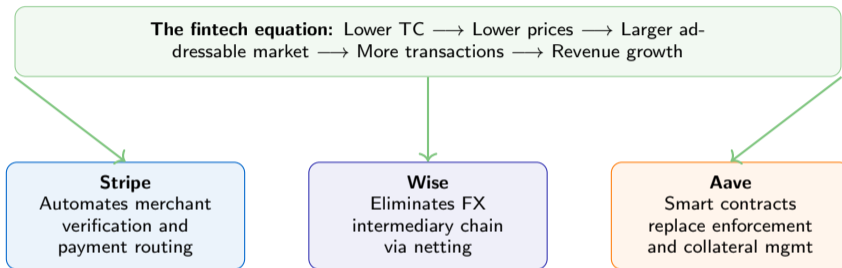 The fintech equation: Lower TC ⟶ Lower prices ⟶ Larger ad-
dressable market ⟶ More transactions ⟶ Revenue growth
Stripe
Automates merchant
verification and
payment routing
Wise
Eliminates FX
intermediary chain
via netting
Aave
Smart contracts
replace enforcement
and collateral mgmt